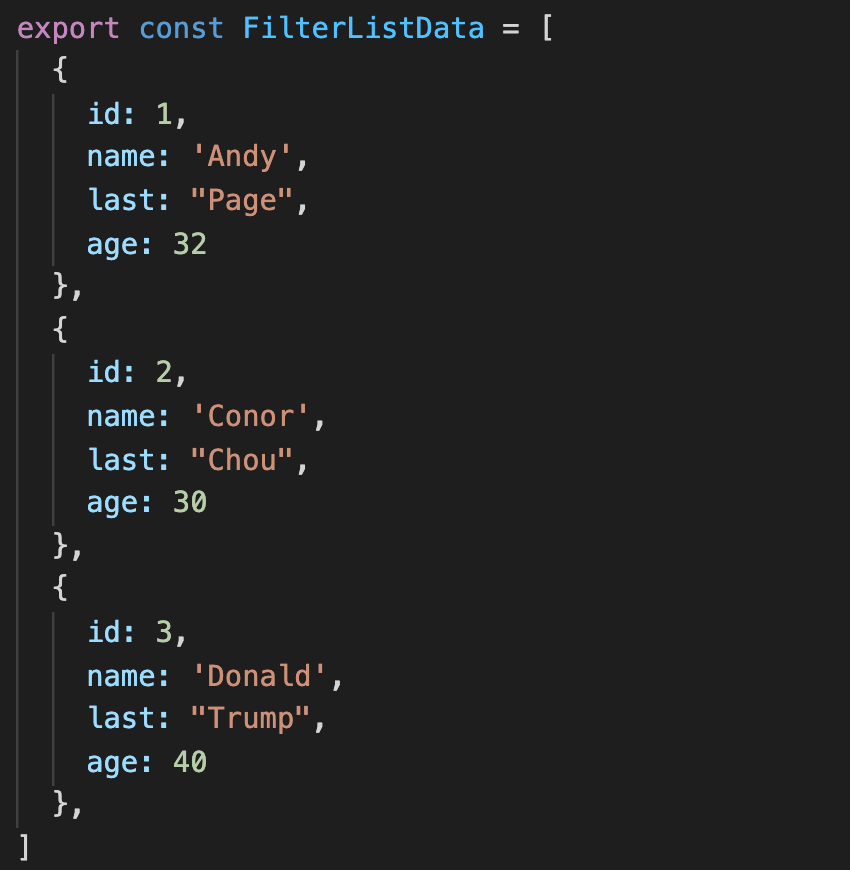 export const FilterListData = [
  {
    id: 1,
    name: 'Andy',
    last: "Page",
    age: 32
  },
  {
    id: 2,
    name: 'Conor',
    last: "Chou",
    age: 30
  },
  {
    id: 3,
    name: 'Donald',
    last: "Trump",
    age: 40
  },
]